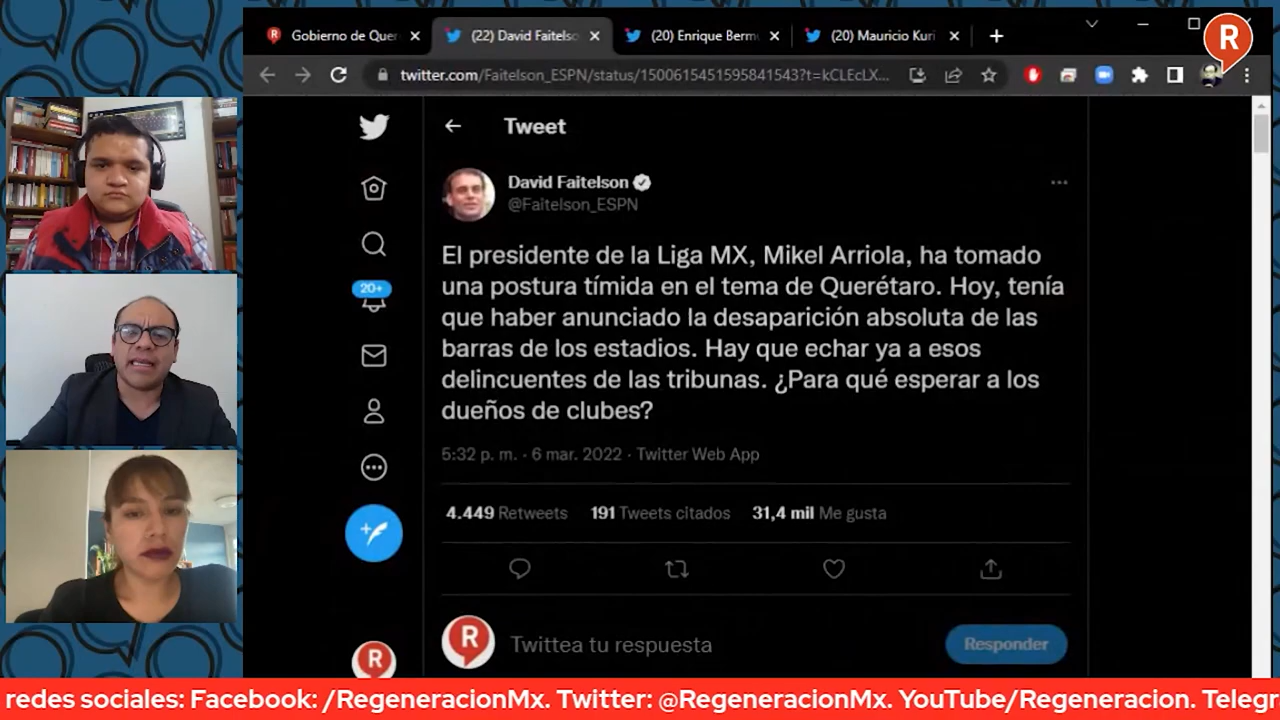 Gobierno de Quer
(22) David Faitelso
(20) Enrique Berm
(20) Mauricio Kuri
R
twitter.com/Faitelson_ESPN/status/1500615451595841543?t=kCLEcLX...
Tweet
David Faitelson
@Faitelson_ESPN
El presidente de la Liga MX, Mikel Arriola, ha tomado
una postura tímida en el tema de Querétaro. Hoy, tenía
que haber anunciado la desaparición absoluta de las
barras de los estadios. Hay que echar ya a esos
delincuentes de las tribunas. ¿Para qué esperar a los
dueños de clubes?
20+
5:32 p. m. · 6 mar. 2022 · Twitter Web App
4.449 Retweets 191 Tweets citados 31,4 mil Me gusta
R
Twittea tu respuesta
Responder
R
redes sociales: Facebook: /RegeneracionMx. Twitter: @RegeneracionMx. YouTube/Regeneracion. Telegr